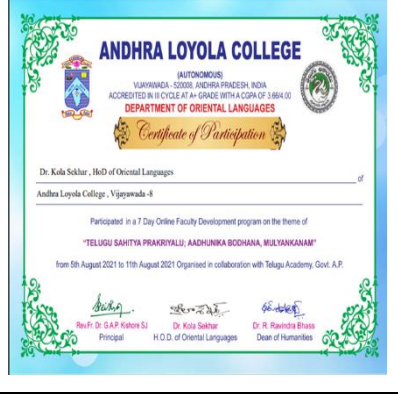 ANDHRA LOYOLA COLLEGE
(AUTONOMOUS)
VIJAYAWADA - 520008, ANDHRA PRADESH, INDIA
ACCREDITED IN III CYCLE AT A+ GRADE WITH A CGPA OF 3.66/4.00
DEPARTMENT OF ORIENTAL LANGUAGES
Certificate of Participation
Dr. Kola Sekhar , HoD of Oriental Languages
of
Andhra Loyola College , Vijayawada -8
Participated in a 7 Day Online Faculty Development program on the theme of
"TELUGU SAHITYA PRAKRIYALU; AADHUNIKA BODHANA, MULYANKANAM"
from 5th August 2021 to 11th August 2021 Organised in collaboration with Telugu Academy, Govt. A.P.
Rev.Fr. Dr. G.A.P. Kishore SJ Dr. Kola Sekhar Dr. R. Ravindra Bhass
Principal H.O.D. of Oriental Languages Dean of Humanities